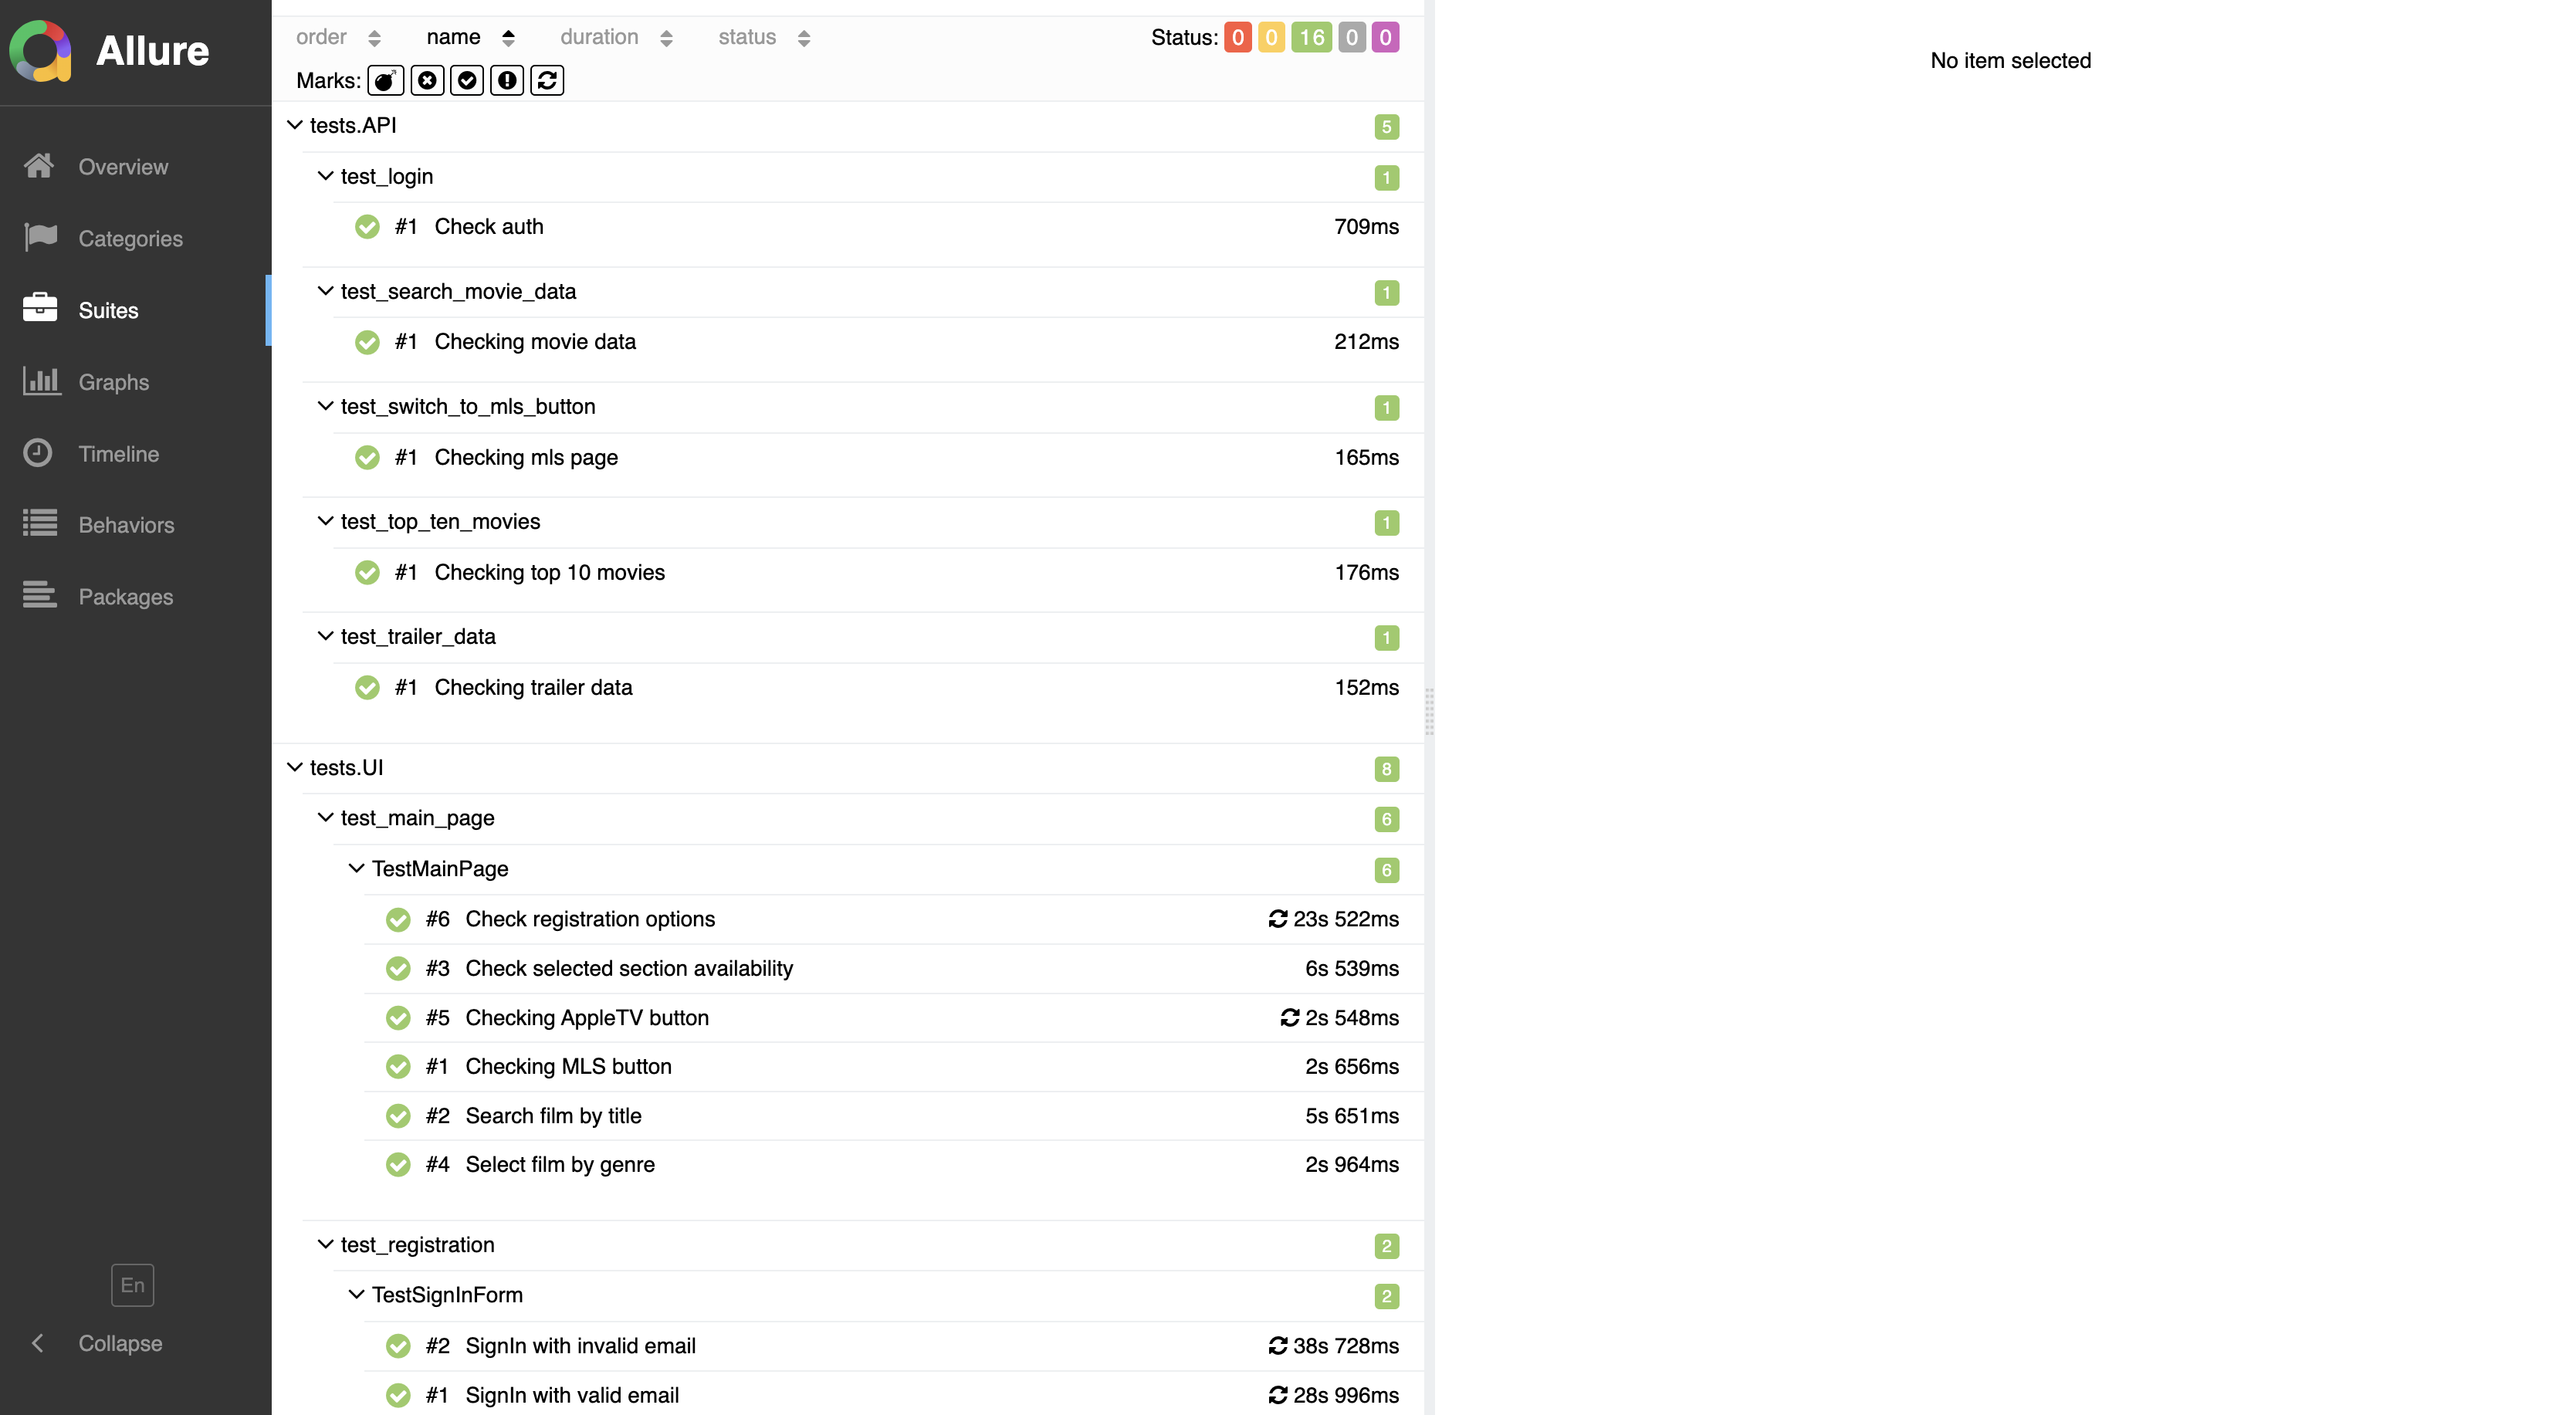 Allure
Overview
Categories
Suites
Graphs
Timeline
Behaviors
Packages
En
Collapse
order name duration status Status: 0 0 16 0 0
Marks:
tests.API 5
test_login 1
#1 Check auth 709ms
test_search_movie_data 1
#1 Checking movie data 212ms
test_switch_to_mls_button 1
#1 Checking mls page 165ms
test_top_ten_movies 1
#1 Checking top 10 movies 176ms
test_trailer_data 1
#1 Checking trailer data 152ms
tests.UI 8
test_main_page 6
TestMainPage 6
#6 Check registration options 23s 522ms
#3 Check selected section availability 6s 539ms
#5 Checking AppleTV button 2s 548ms
#1 Checking MLS button 2s 656ms
#2 Search film by title 5s 651ms
#4 Select film by genre 2s 964ms
test_registration 2
TestSignInForm 2
#2 SignIn with invalid email 38s 728ms
#1 SignIn with valid email 28s 996ms
No item selected